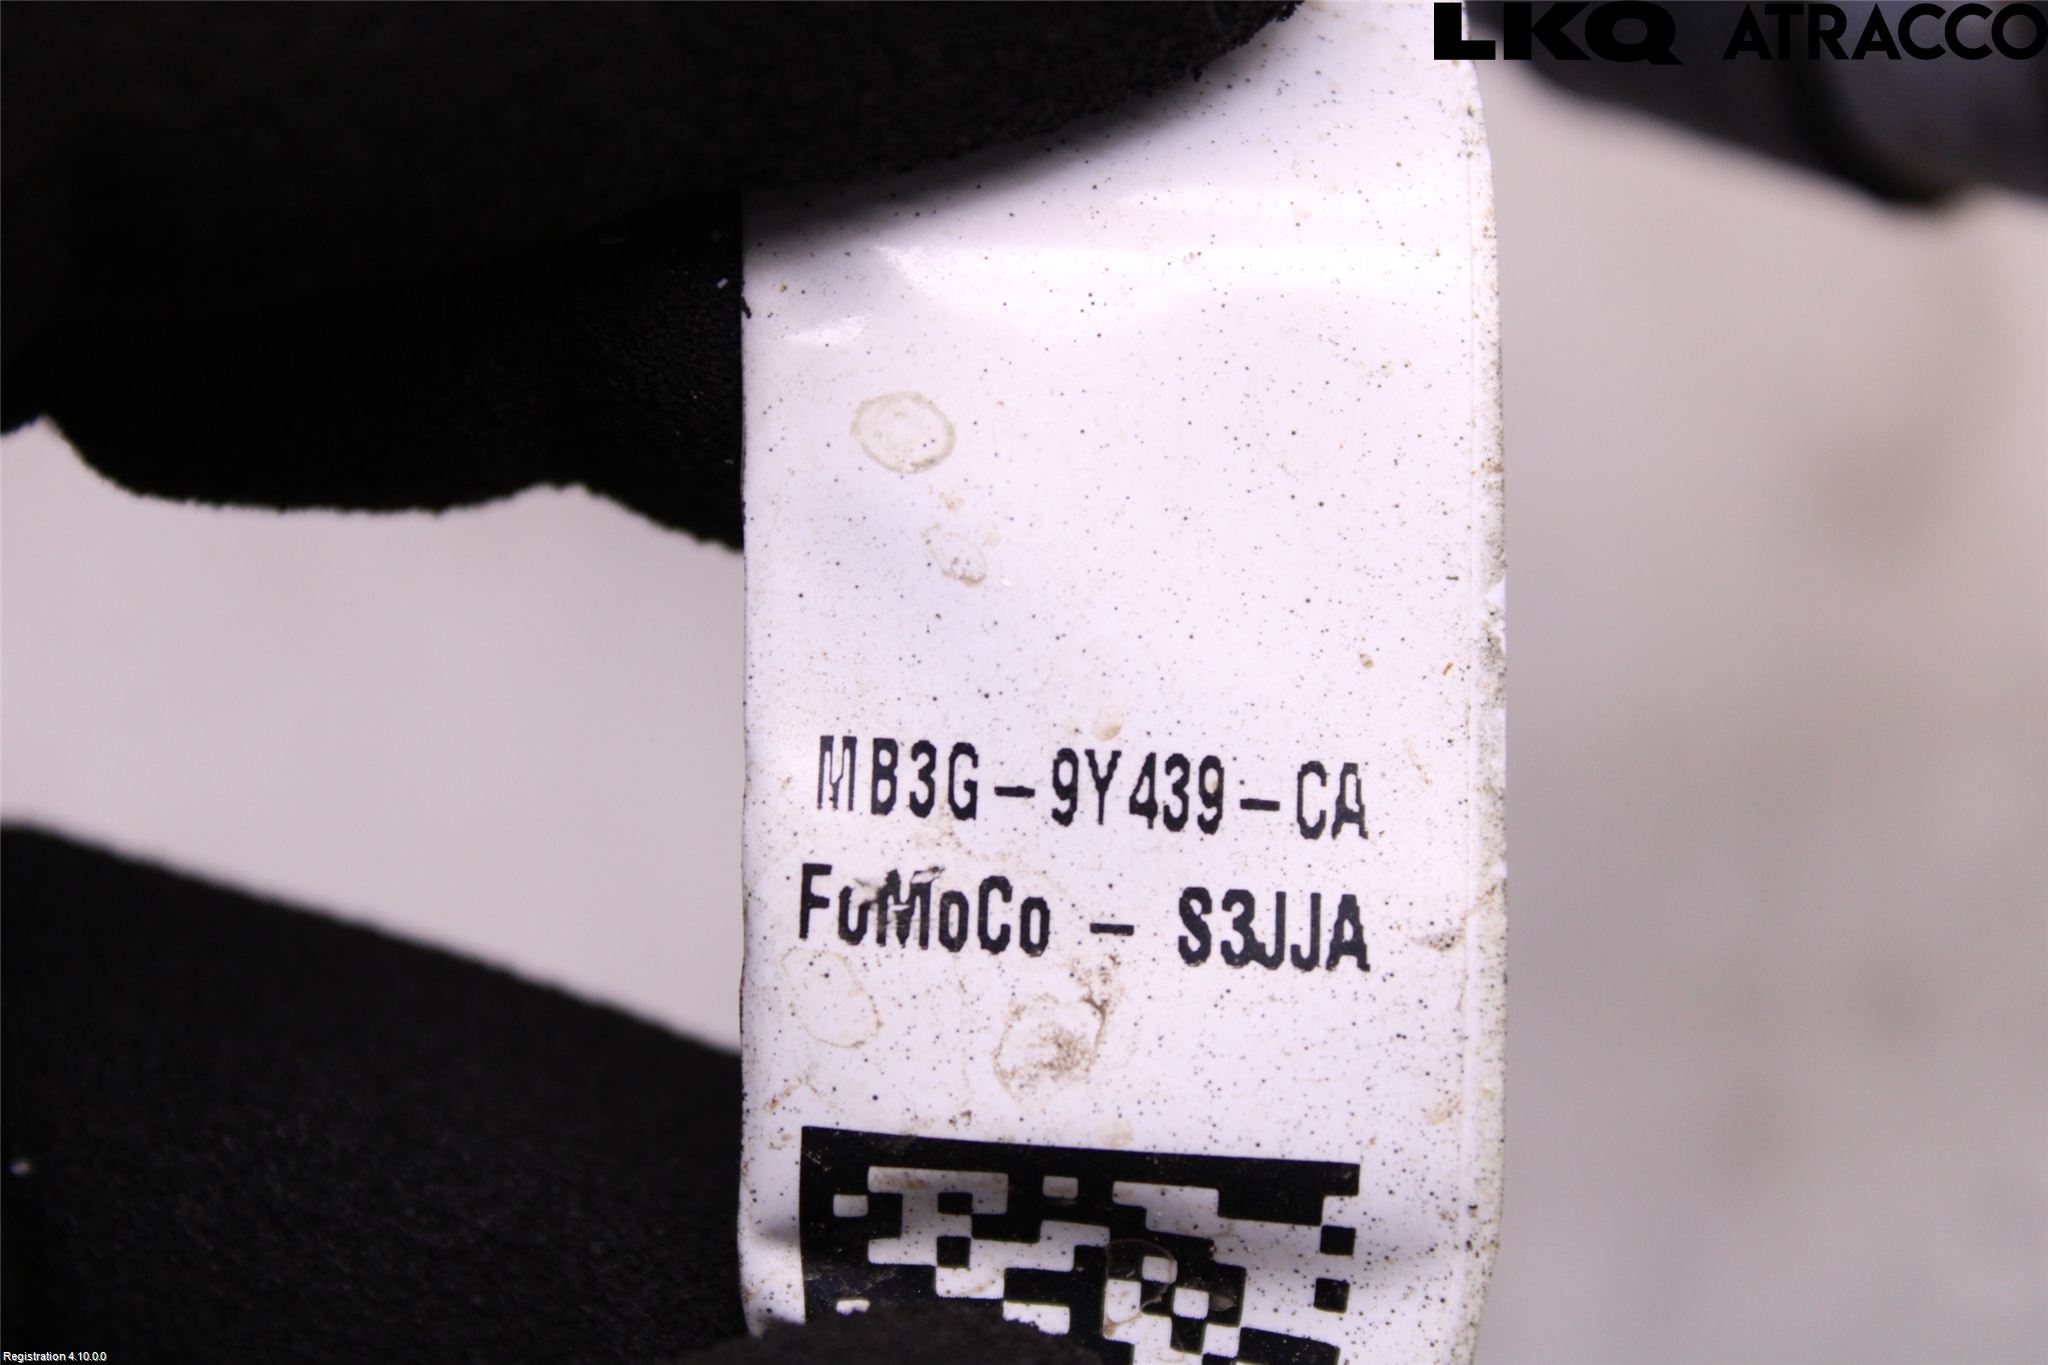 LKQ ATRACCO
MB3G-9Y439-CA
FoMoCo - S3JJA
Registration 4.10.0.0